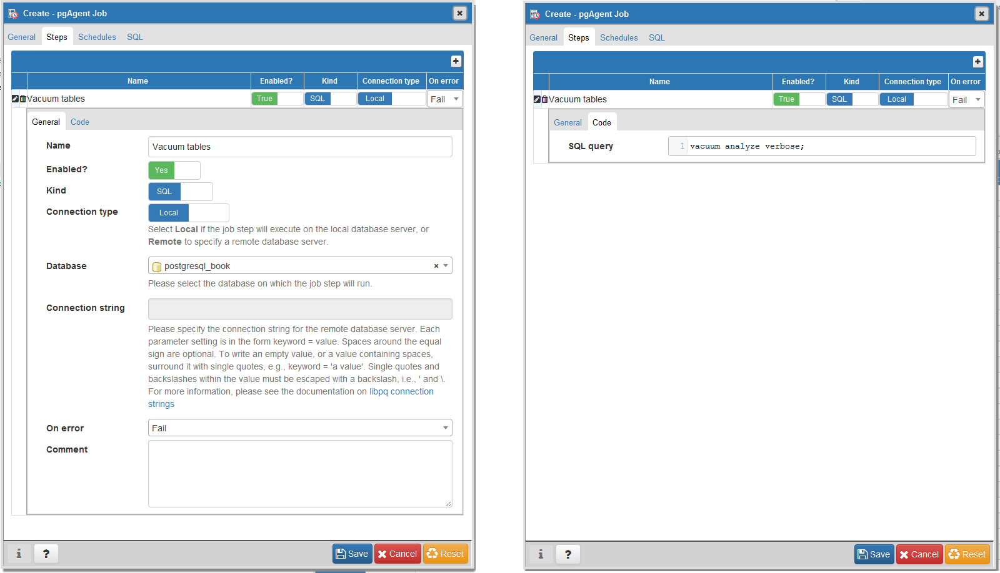 Create - pgAgent Job
General Steps Schedules SQL
Name Enabled? Kind Connection type On error
Vacuum tables True SQL Local Fail
General Code
Name Vacuum tables
Enabled? Yes
Kind SQL
Connection type Local
Select Local if the job step will execute on the local database server, or
Remote to specify a remote database server.
Database postgresql_book
Please select the database on which the job step will run.
Connection string
Please specify the connection string for the remote database server. Each
parameter setting is in the form keyword = value. Spaces around the equal
sign are optional. To write an empty value, or a value containing spaces,
surround it with single quotes, e.g., keyword = 'a value'. Single quotes and
backslashes within the value must be escaped with a backslash, i.e., ' and \.
For more information, please see the documentation on libpq connection
strings
On error Fail
Comment
i ? Save Cancel Reset
Create - pgAgent Job
General Steps Schedules SQL
Name Enabled? Kind Connection type On error
Vacuum tables True SQL Local Fail
General Code
SQL query 1 vacuum analyze verbose;
i ? Save Cancel Reset